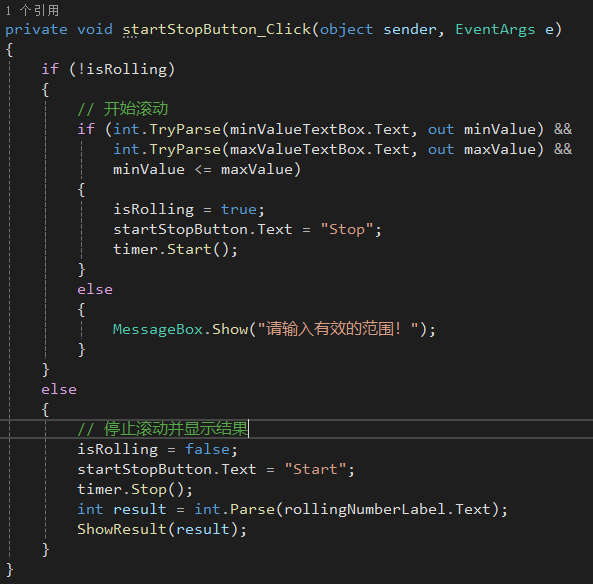 1 个引用
private void startStopButton_Click(object sender, EventArgs e)
{
    if (!isRolling)
    {
        // 开始滚动
        if (int.TryParse(minValueTextBox.Text, out minValue) &&
            int.TryParse(maxValueTextBox.Text, out maxValue) &&
            minValue <= maxValue)
        {
            isRolling = true;
            startStopButton.Text = "Stop";
            timer.Start();
        }
        else
        {
            MessageBox.Show("请输入有效的范围！");
        }
    }
    else
    {
        // 停止滚动并显示结果
        isRolling = false;
        startStopButton.Text = "Start";
        timer.Stop();
        int result = int.Parse(rollingNumberLabel.Text);
        ShowResult(result);
    }
}